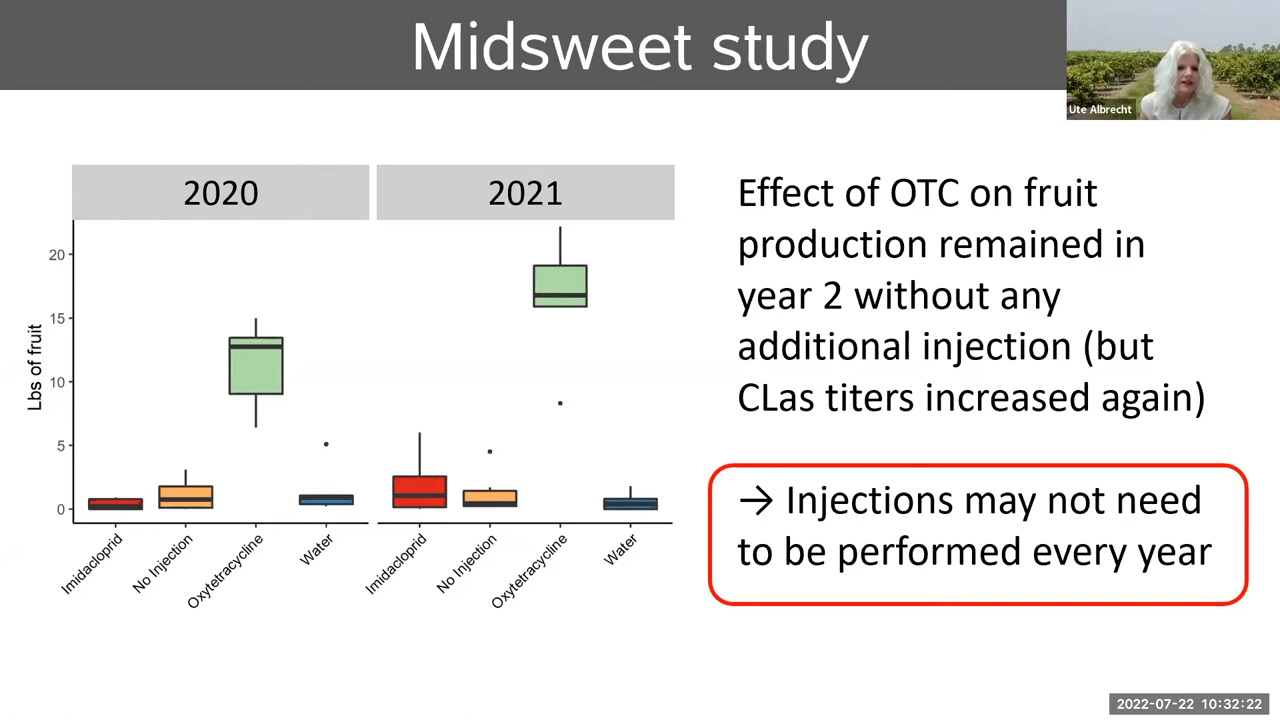 Midsweet study
Ute Albrecht
2020
2021
Lbs of fruit
20
15
10
5
0
Imidacloprid
No Injection
Oxytetracycline
Water
Imidacloprid
No Injection
Oxytetracycline
Water
Effect of OTC on fruit
production remained in
year 2 without any
additional injection (but
CLas titers increased again)
→ Injections may not need
to be performed every year
2022-07-22 10:32:22